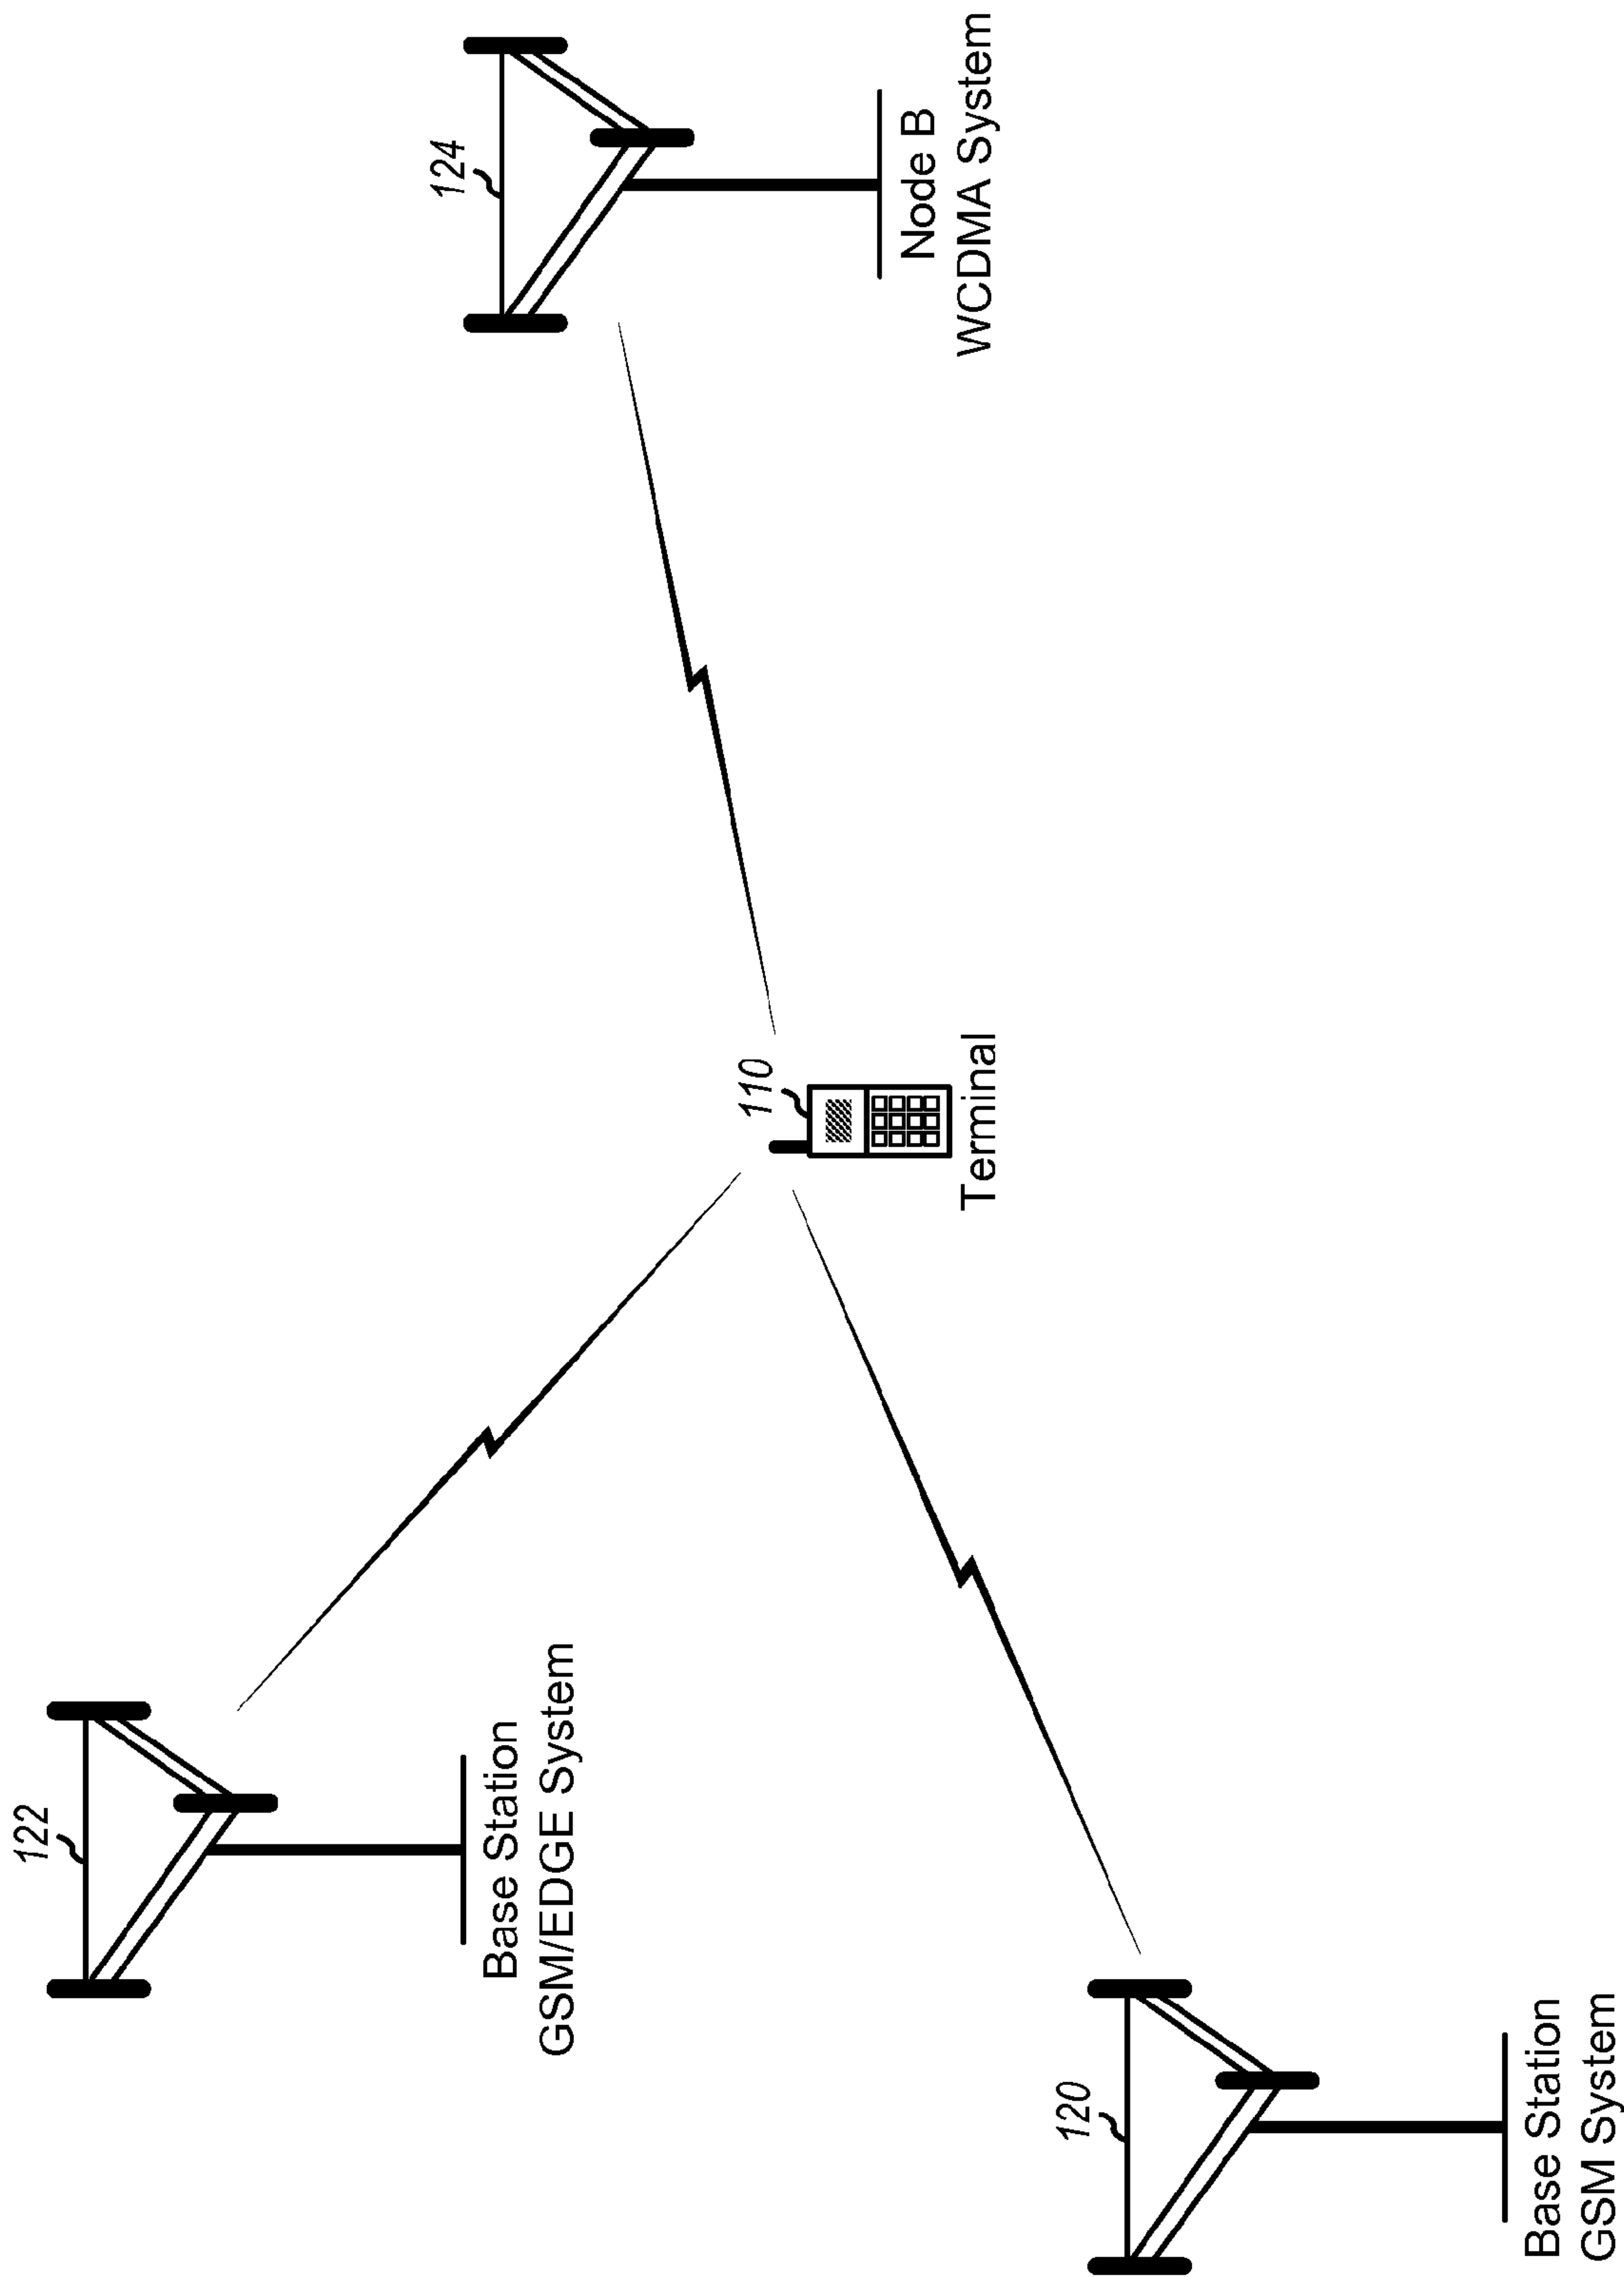 122
Base Station
GSM/EDGE System
124
Node B
WCDMA System
110
Terminal
120
Base Station
GSM System